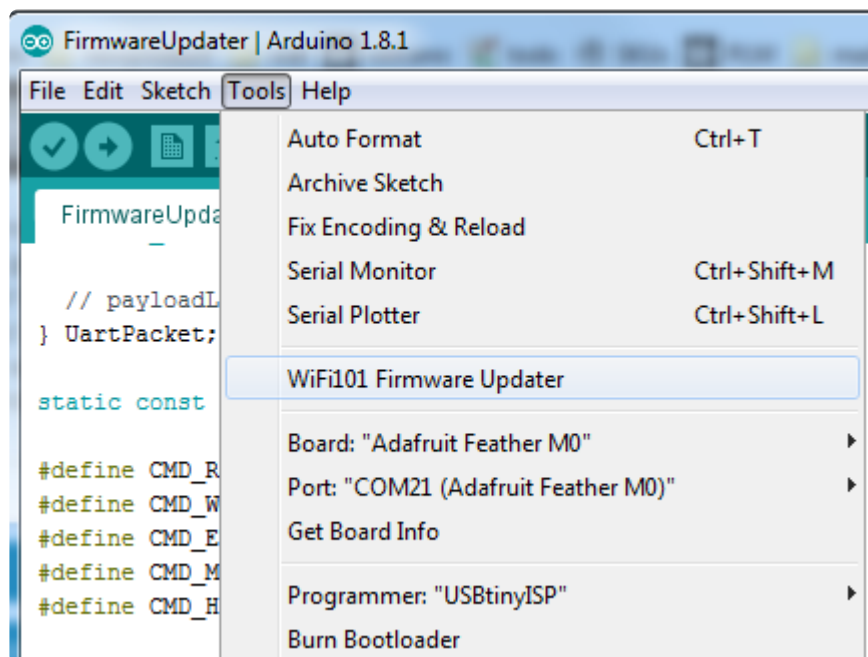 FirmwareUpdater | Arduino 1.8.1
File Edit Sketch Tools Help
Auto Format Ctrl+T
Archive Sketch
FirmwareUpda
Fix Encoding & Reload
Serial Monitor Ctrl+Shift+M
// payloadL
Serial Plotter Ctrl+Shift+L
} UartPacket;
WiFi101 Firmware Updater
static const
Board: "Adafruit Feather M0"
#define CMD_R
Port: "COM21 (Adafruit Feather M0)"
#define CMD_W
Get Board Info
#define CMD_E
#define CMD_M
Programmer: "USBtinyISP"
#define CMD_H
Burn Bootloader